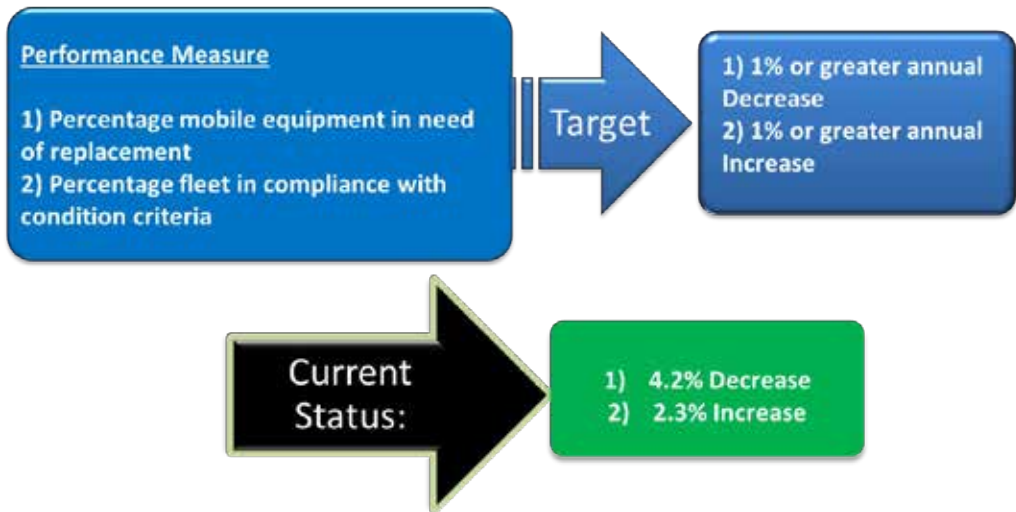 Performance Measure
1) Percentage mobile equipment in need
of replacement
2) Percentage fleet in compliance with
condition criteria
Target
1) 1% or greater annual
Decrease
2) 1% or greater annual
Increase
Current
Status:
1) 4.2% Decrease
2) 2.3% Increase